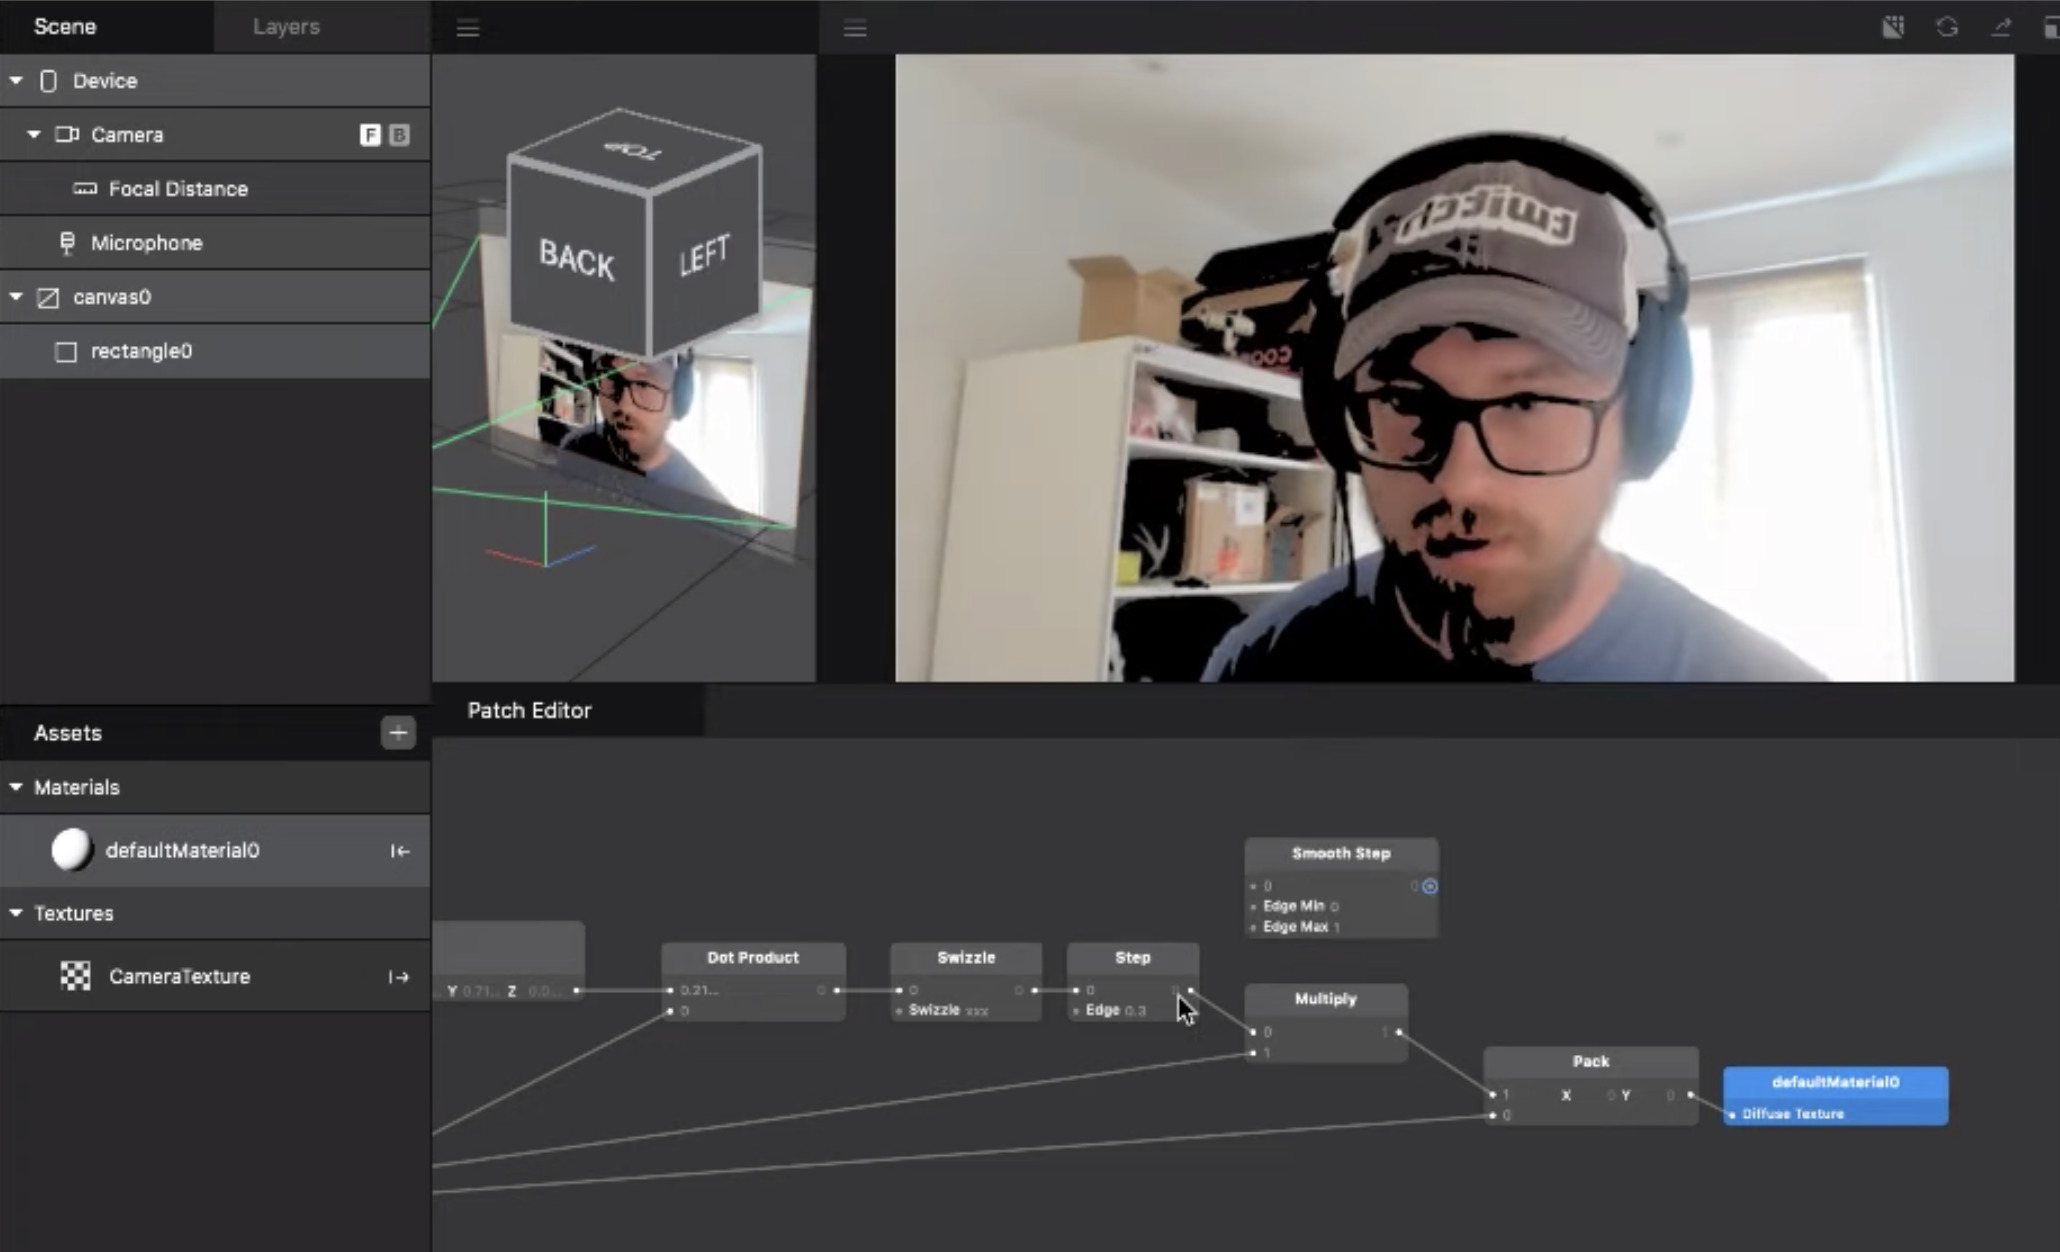 Scene
Layers
Device
Camera
F B
Focal Distance
Microphone
canvas0
rectangle0
TOP
BACK
LEFT
twitch
Assets
Materials
defaultMaterial0
Textures
CameraTexture
Patch Editor
Smooth Step
0 0
Edge Min 0
Edge Max 1
Y 0.71... Z 0.0...
Dot Product
0.21... 0
0
Swizzle
0 0
Swizzle xxx
Step
0 0
Edge 0.3
Multiply
0 1
1
Pack
1 X 0 Y 0
0
defaultMaterial0
Diffuse Texture